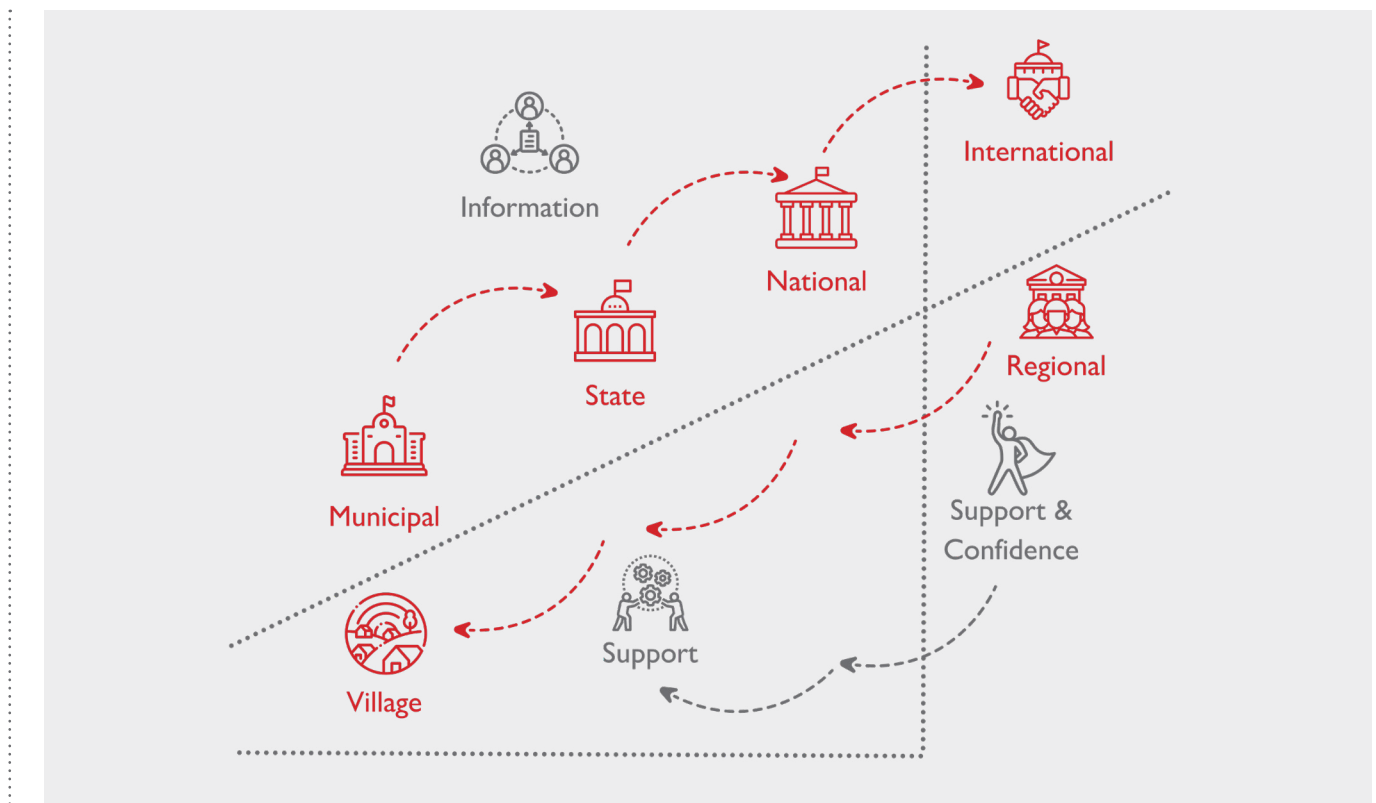 International
Information
National
Regional
State
Municipal
Support &
Confidence
Support
Village